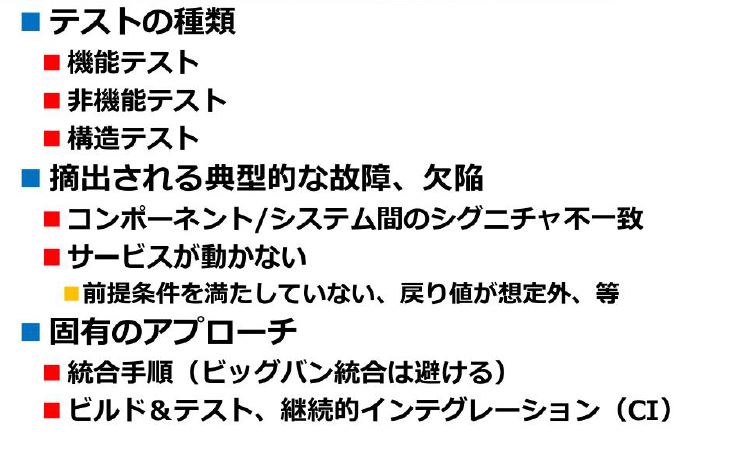 テストの種類
機能テスト
非機能テスト
構造テスト
摘出される典型的な故障、欠陥
コンポーネント/システム間のシグニチャ不一致
サービスが動かない
前提条件を満たしていない、戻り値が想定外、等
固有のアプローチ
統合手順（ビッグバン統合は避ける）
ビルド＆テスト、継続的インテグレーション（CI）